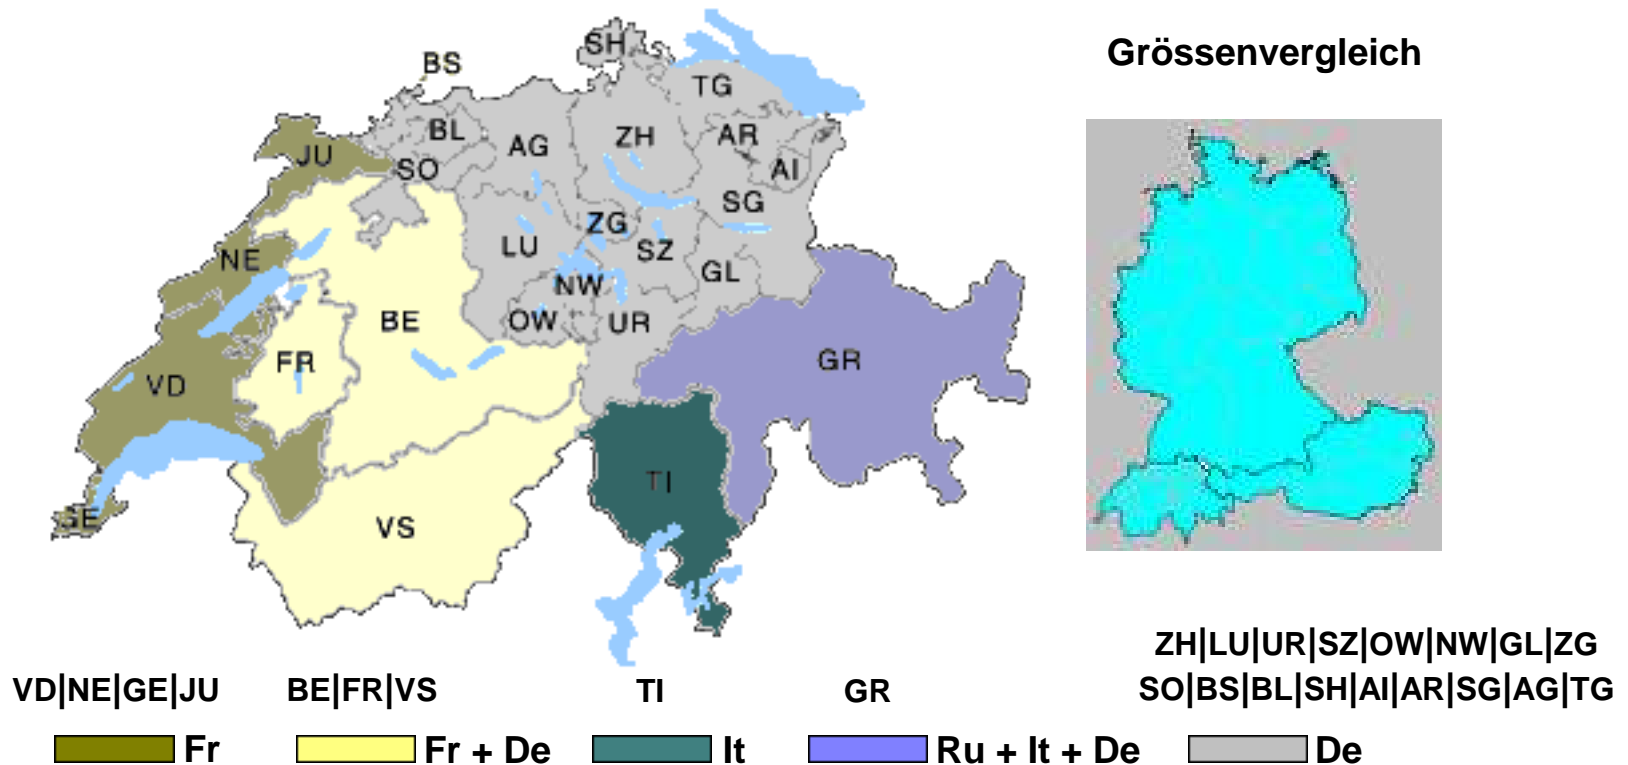 Grössenvergleich
SH
BS
TG
BL
AG
ZH
AR
JU
SO
AI
SG
ZG
LU
SZ
NE
GL
NW
OW
UR
BE
FR
GR
VD
TI
GE
VS
ZH|LU|UR|SZ|OW|NW|GL|ZG
SO|BS|BL|SH|AI|AR|SG|AG|TG
VD|NE|GE|JU
BE|FR|VS
TI
GR
Fr
Fr + De
It
Ru + It + De
De